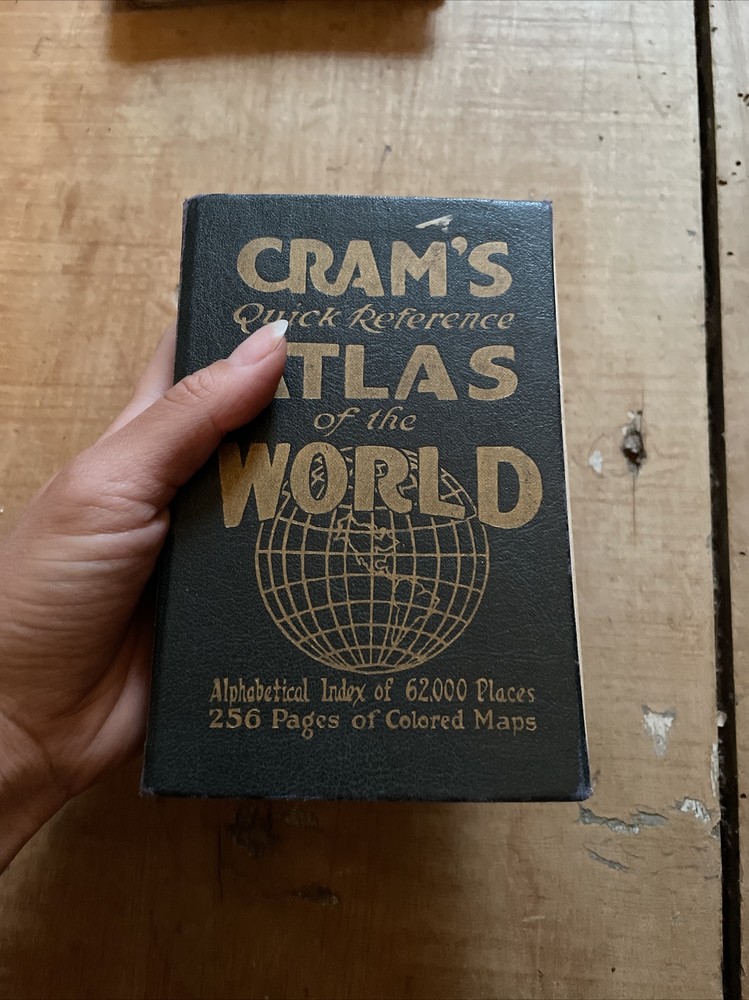 CRAM'S
Quick Reference
ATLAS
of the
WORLD
Alphabetical Index of 62,000 Places
256 Pages of Colored Maps